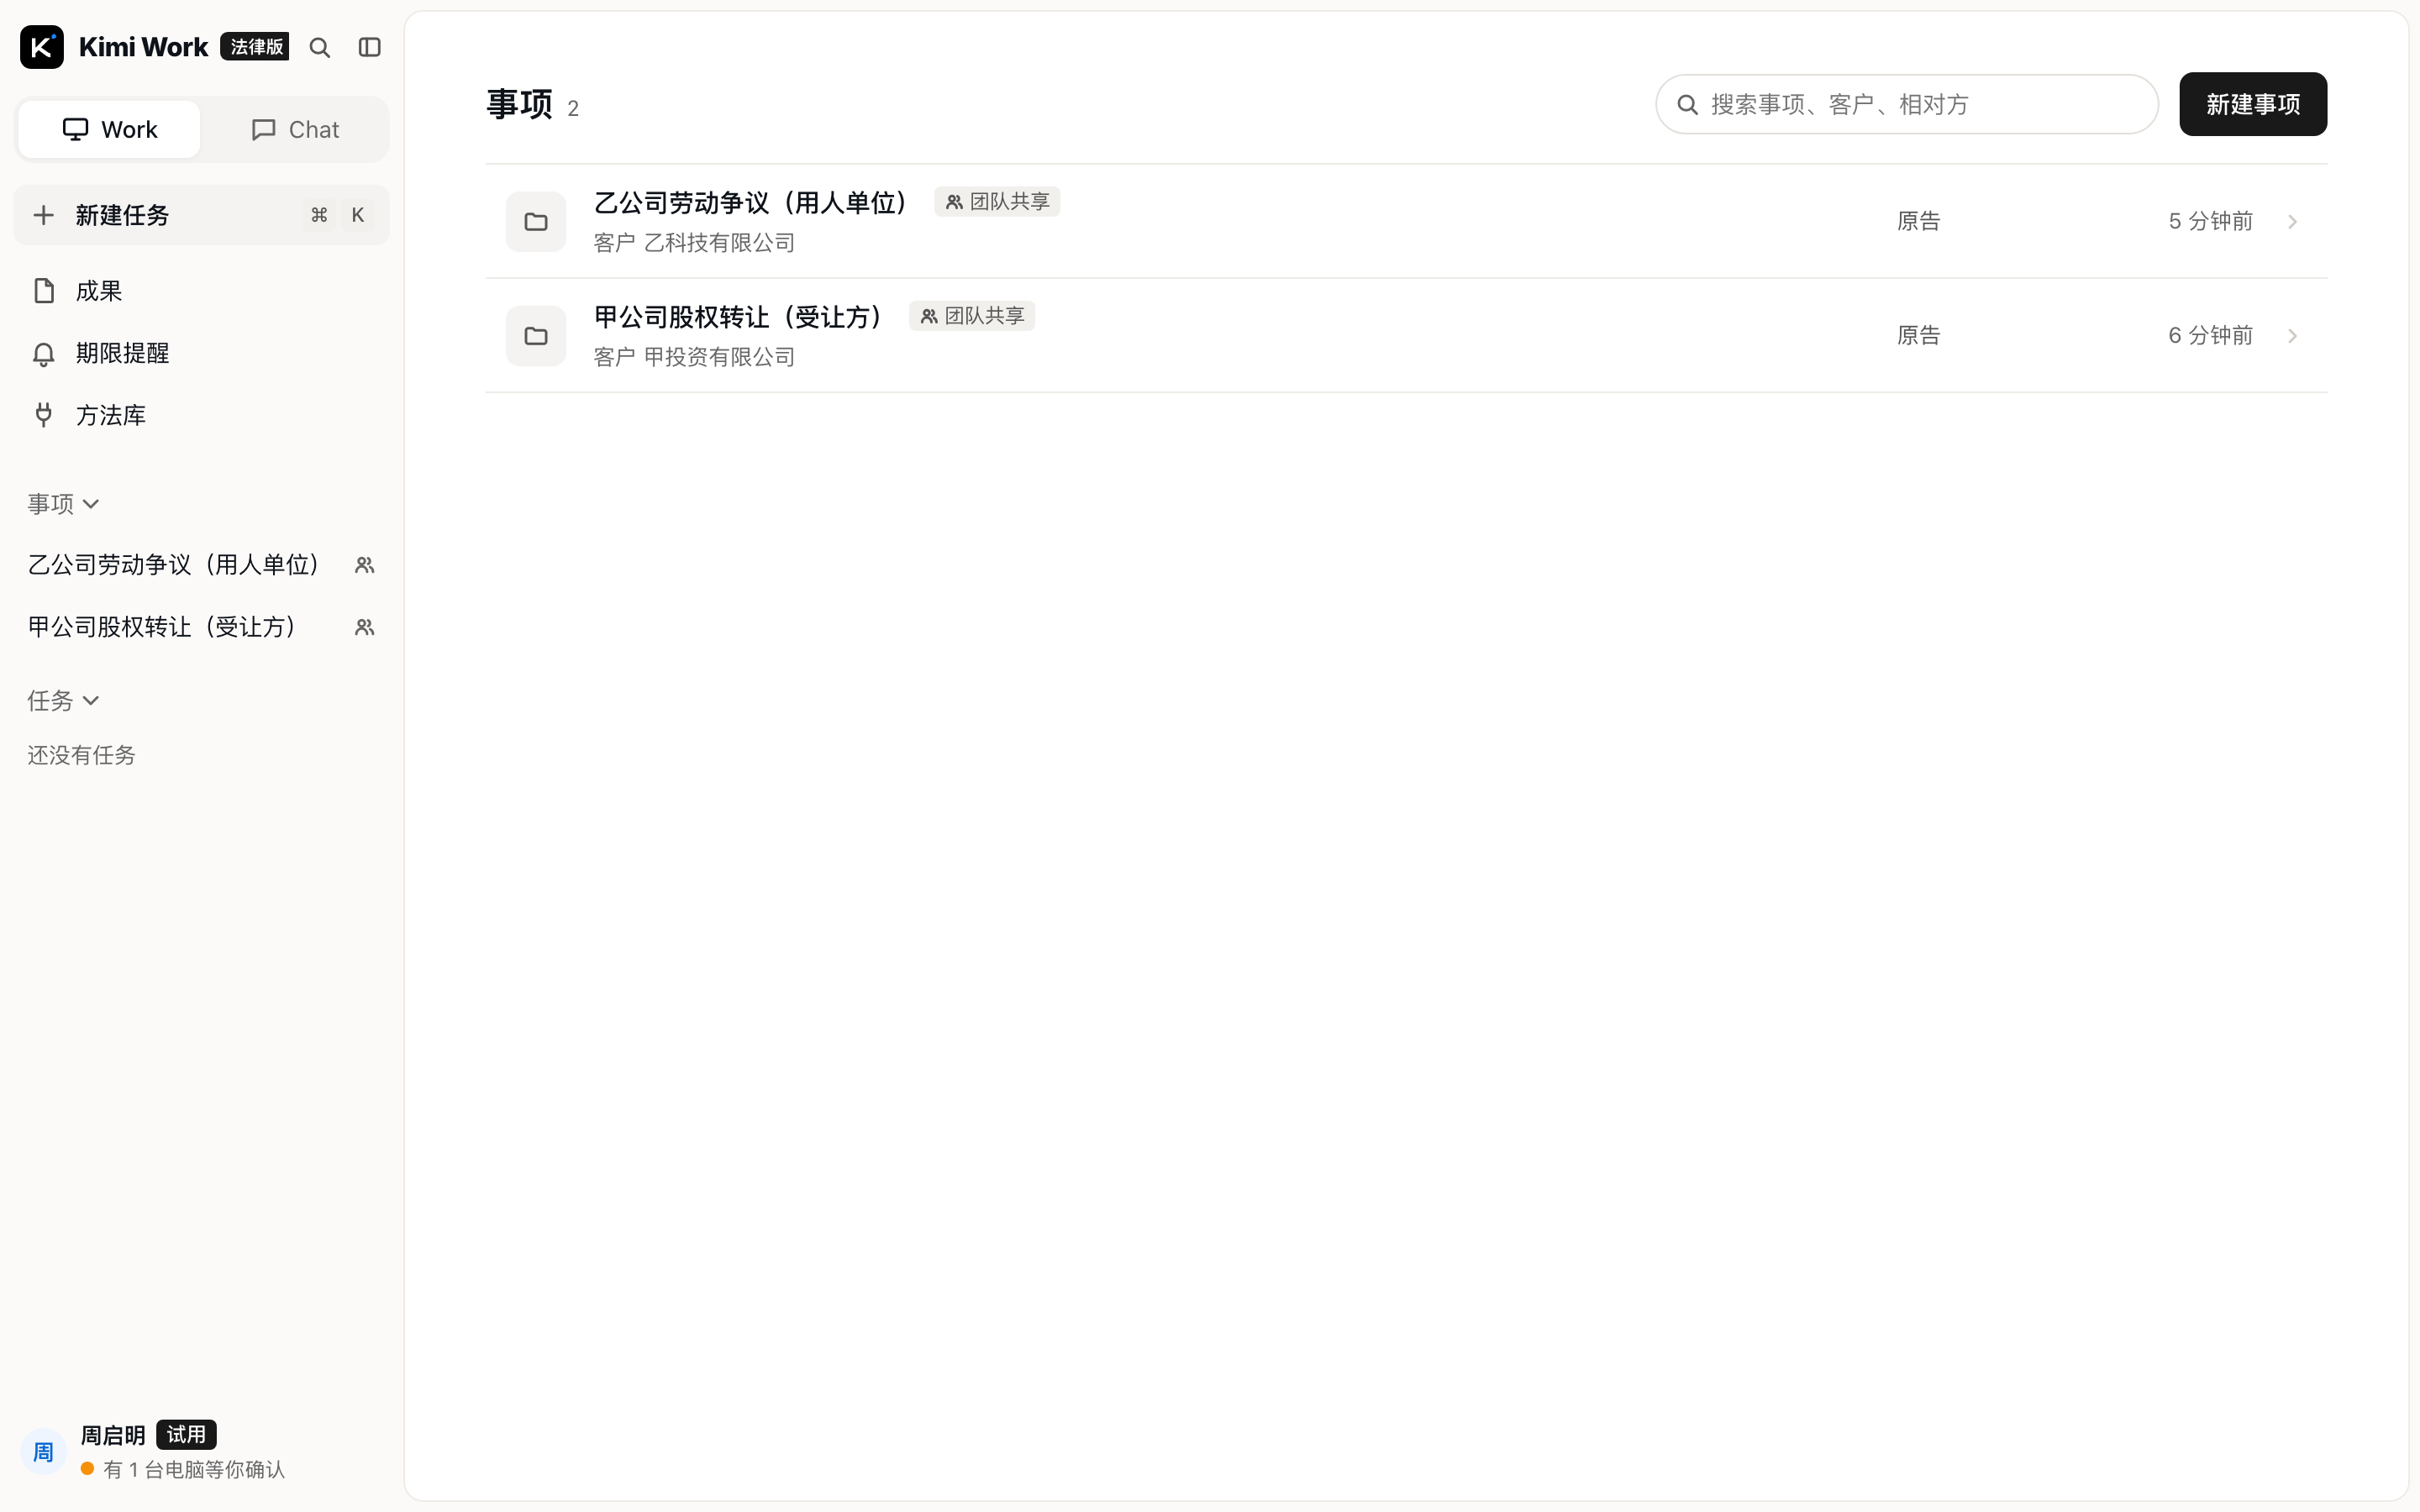 Kimi Work 法律版
Work
Chat
新建任务 ⌘ K
成果
期限提醒
方法库
事项
乙公司劳动争议（用人单位）
甲公司股权转让（受让方）
任务
还没有任务
周 周启明 试用
有 1 台电脑等你确认
事项 2
搜索事项、客户、相对方
新建事项
乙公司劳动争议（用人单位） 团队共享
客户 乙科技有限公司
原告
5 分钟前
甲公司股权转让（受让方） 团队共享
客户 甲投资有限公司
原告
6 分钟前